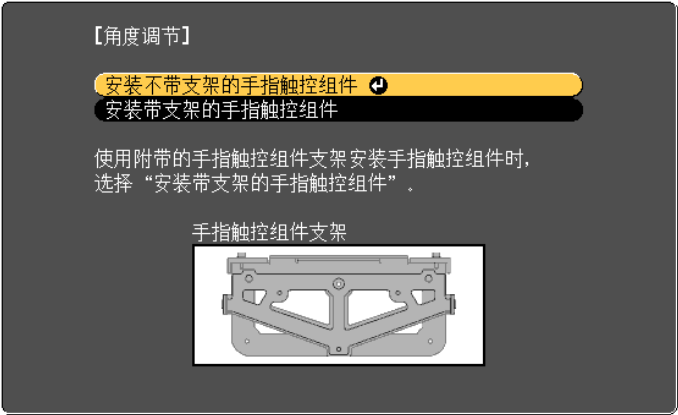 [角度调节]
安装不带支架的手指触控组件
安装带支架的手指触控组件
使用附带的手指触控组件支架安装手指触控组件时,
选择“安装带支架的手指触控组件”。
手指触控组件支架